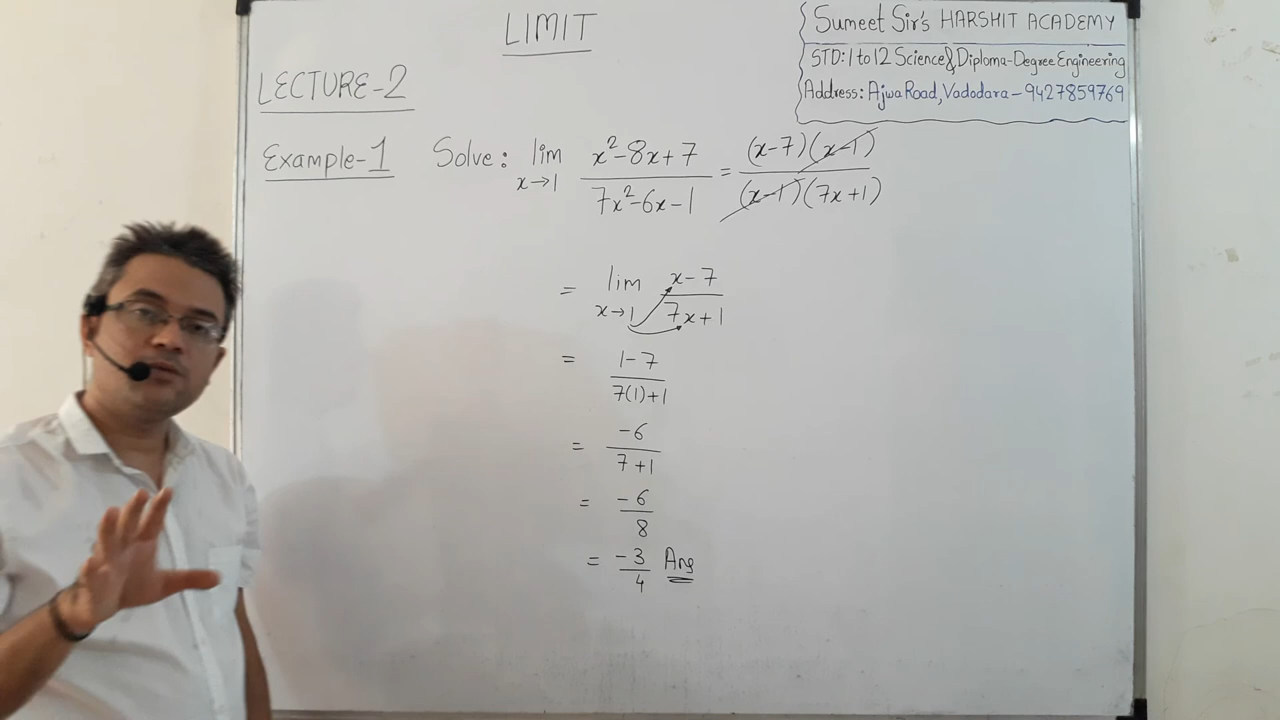 LIMIT
Sumeet Sir's HARSHIT ACADEMY
STD: 1 to 12 Science & Diploma-Degree Engineering
Address: Ajwa Road, Vadodara – 9427859769
LECTURE-2
Example-1 Solve: lim x→1 (x²-8x+7)/(7x²-6x-1) = (x-7)(x-1)/(x-1)(7x+1)
= lim x→1 (x-7)/(7x+1)
= (1-7)/(7(1)+1)
= -6/(7+1)
= -6/8
= -3/4 Ans